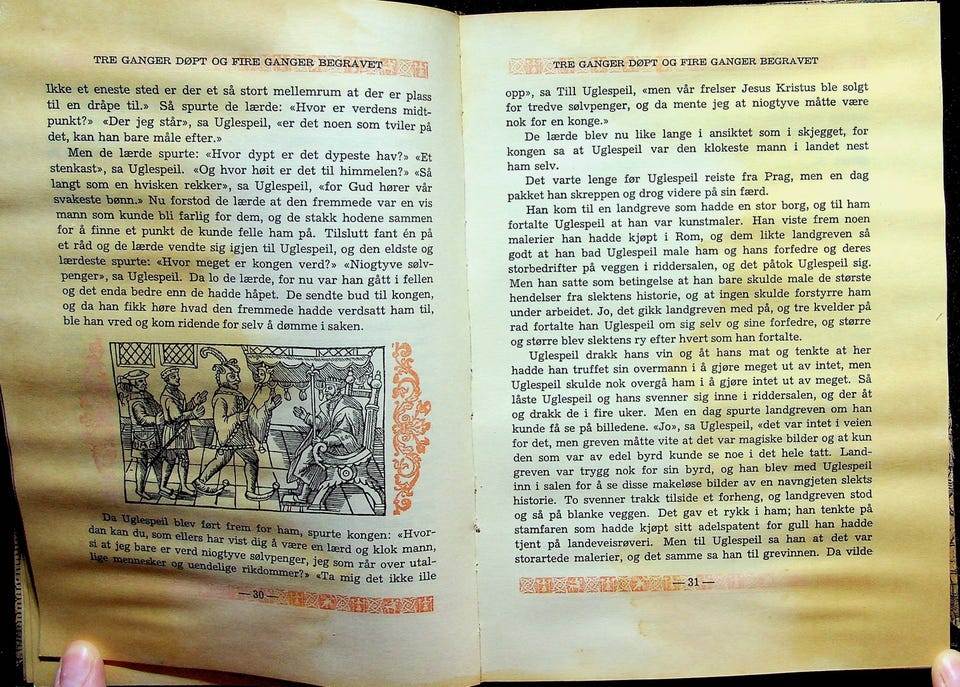 TRE GANGER DØPT OG FIRE GANGER BEGRAVET
Ikke et eneste sted er der et så stort mellemrum at der er plass
til en dråpe til.» Så spurte de lærde: «Hvor er verdens midt-
punkt?» «Der jeg står», sa Uglespeil, «er det noen som tviler på
det, kan han bare måle efter.»
Men de lærde spurte: «Hvor dypt er det dypeste hav?» «Et
stenkast», sa Uglespeil. «Og hvor høit er det til himmelen?» «Så
langt som en hvisken rekker», sa Uglespeil, «for Gud hører vår
svakeste bønn.» Nu forstod de lærde at den fremmede var en vis
mann som kunde bli farlig for dem, og de stakk hodene sammen
for å finne et punkt de kunde felle ham på. Tilslutt fant én på
et råd og de lærde vendte sig igjen til Uglespeil, og den eldste og
lærdeste spurte: «Hvor meget er kongen verd?» «Niogtyve sølv-
penger», sa Uglespeil. Da lo de lærde, for nu var han gått i fellen
og det enda bedre enn de hadde håpet. De sendte bud til kongen,
og da han fikk høre hvad den fremmede hadde verdsatt ham til,
ble han vred og kom ridende for selv å dømme i saken.
Da Uglespeil blev ført frem for ham, spurte kongen: «Hvor-
dan kan du, som ellers har vist dig å være en lærd og klok mann,
si at jeg bare er verd niogtyve sølvpenger, jeg som rår over utal-
lige mennesker og uendelige rikdommer?» «Ta mig det ikke ille
—30—
TRE GANGER DØPT OG FIRE GANGER BEGRAVET
opp», sa Till Uglespeil, «men vår frelser Jesus Kristus ble solgt
for tredve sølvpenger, og da mente jeg at niogtyve måtte være
nok for en konge.»
De lærde blev nu like lange i ansiktet som i skjegget, for
kongen sa at Uglespeil var den klokeste mann i landet nest
ham selv.
Det varte lenge før Uglespeil reiste fra Prag, men en dag
pakket han skreppen og drog videre på sin færd.
Han kom til en landgreve som hadde en stor borg, og til ham
fortalte Uglespeil at han var kunstmaler. Han viste frem noen
malerier han hadde kjøpt i Rom, og dem likte landgreven så
godt at han bad Uglespeil male ham og hans forfedre og deres
storbedrifter på veggen i riddersalen, og det påtok Uglespeil sig.
Men han satte som betingelse at han bare skulde male de største
hendelser fra slektens historie, og at ingen skulde forstyrre ham
under arbeidet. Jo, det gikk landgreven med på, og tre kvelder på
rad fortalte han Uglespeil om sig selv og sine forfedre, og større
og større blev slektens ry efter hvert som han fortalte.
Uglespeil drakk hans vin og åt hans mat og tenkte at her
hadde han truffet sin overmann i å gjøre meget ut av intet, men
Uglespeil skulde nok overgå ham i å gjøre intet ut av meget. Så
låste Uglespeil og hans svenner sig inne i riddersalen, og der åt
og drakk de i fire uker. Men en dag spurte landgreven om han
kunde få se på billedene. «Jo», sa Uglespeil, «det var intet i veien
for det, men greven måtte vite at det var magiske bilder og at kun
den som var av edel byrd kunde se noe i det hele tatt. Land-
greven var trygg nok for sin byrd, og han blev med Uglespeil
inn i salen for å se disse makeløse bilder av en navngjeten slekts
historie. To svenner trakk tilside et forheng, og landgreven stod
og så på blanke veggen. Det gav et rykk i ham; han tenkte på
stamfaren som hadde kjøpt sitt adelspatent for gull han hadde
tjent på landeveisrøveri. Men til Uglespeil sa han at det var
storartede malerier, og det samme sa han til grevinnen. Da vilde
—31—